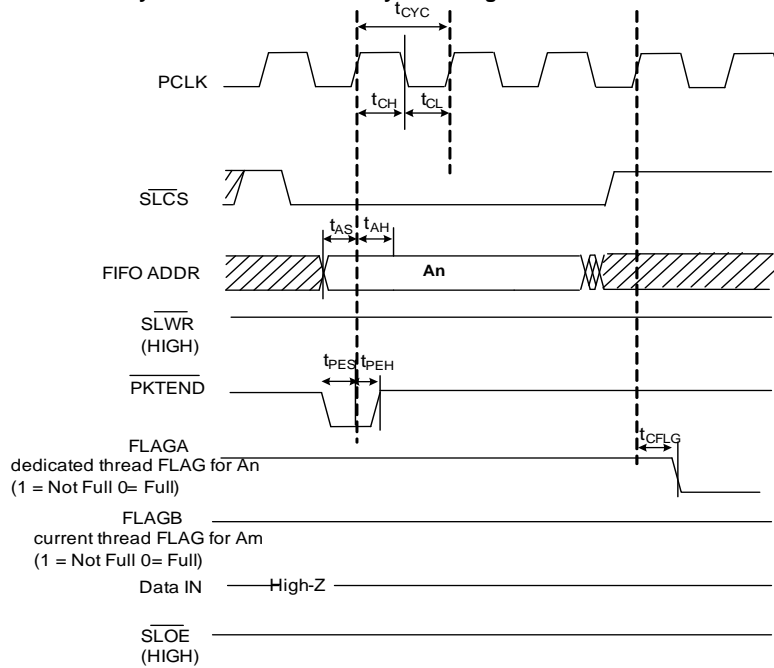 tCYC
PCLK
tCH
tCL
SLCS
tAS
tAH
FIFO ADDR
An
SLWR
(HIGH)
tPES
tPEH
PKTEND
tCFLG
FLAGA
dedicated thread FLAG for An
(1 = Not Full 0= Full)
FLAGB
current thread FLAG for Am
(1 = Not Full 0= Full)
Data IN
High-Z
SLOE
(HIGH)